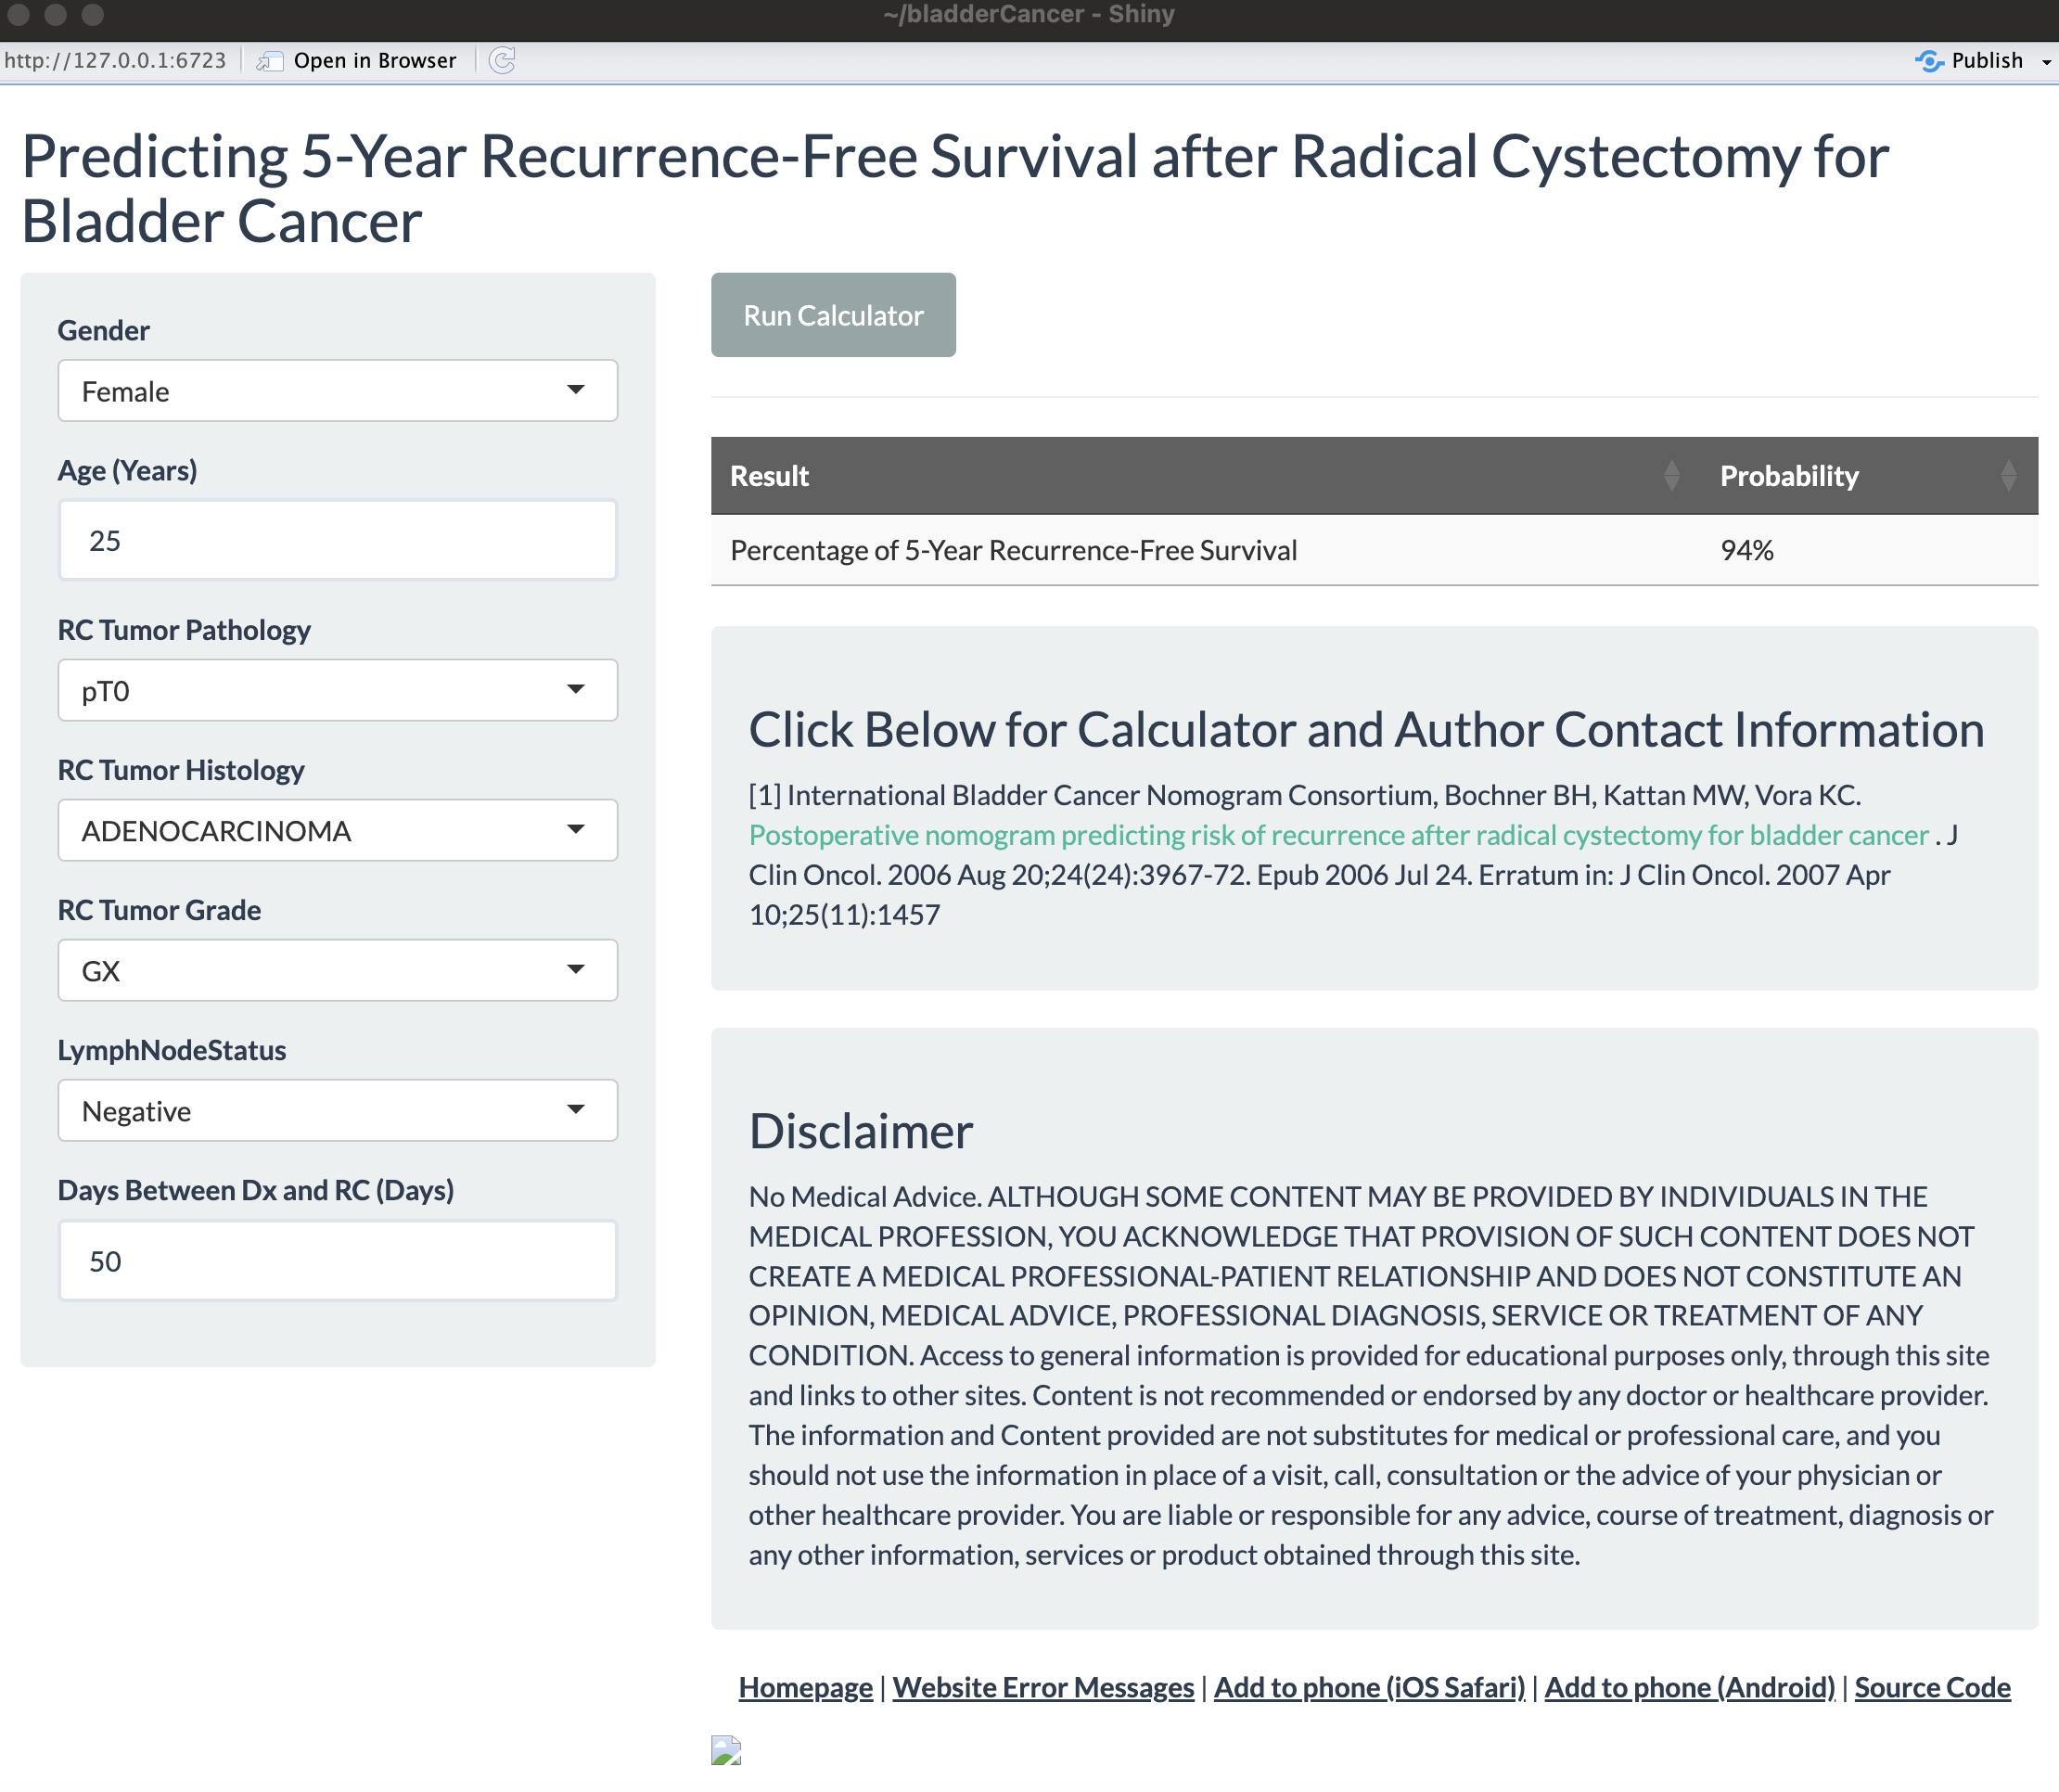 ~/bladderCancer - Shiny
http://127.0.0.1:6723
Open in Browser
Publish
Predicting 5-Year Recurrence-Free Survival after Radical Cystectomy for
Bladder Cancer
Gender
Female
Age (Years)
25
RC Tumor Pathology
pT0
RC Tumor Histology
ADENOCARCINOMA
RC Tumor Grade
GX
LymphNodeStatus
Negative
Days Between Dx and RC (Days)
50
Run Calculator
Result Probability
Percentage of 5-Year Recurrence-Free Survival 94%
Click Below for Calculator and Author Contact Information
[1] International Bladder Cancer Nomogram Consortium, Bochner BH, Kattan MW, Vora KC.
Postoperative nomogram predicting risk of recurrence after radical cystectomy for bladder cancer . J
Clin Oncol. 2006 Aug 20;24(24):3967-72. Epub 2006 Jul 24. Erratum in: J Clin Oncol. 2007 Apr
10;25(11):1457
Disclaimer
No Medical Advice. ALTHOUGH SOME CONTENT MAY BE PROVIDED BY INDIVIDUALS IN THE
MEDICAL PROFESSION, YOU ACKNOWLEDGE THAT PROVISION OF SUCH CONTENT DOES NOT
CREATE A MEDICAL PROFESSIONAL-PATIENT RELATIONSHIP AND DOES NOT CONSTITUTE AN
OPINION, MEDICAL ADVICE, PROFESSIONAL DIAGNOSIS, SERVICE OR TREATMENT OF ANY
CONDITION. Access to general information is provided for educational purposes only, through this site
and links to other sites. Content is not recommended or endorsed by any doctor or healthcare provider.
The information and Content provided are not substitutes for medical or professional care, and you
should not use the information in place of a visit, call, consultation or the advice of your physician or
other healthcare provider. You are liable or responsible for any advice, course of treatment, diagnosis or
any other information, services or product obtained through this site.
Homepage | Website Error Messages | Add to phone (iOS Safari) | Add to phone (Android) | Source Code